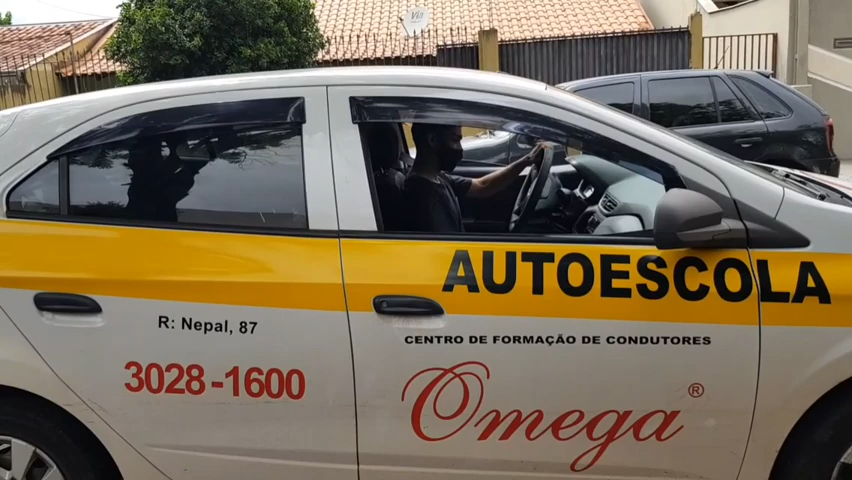 AUTOESCOLA
R: Nepal, 87
3028-1600
CENTRO DE FORMAÇÃO DE CONDUTORES
Omega ®